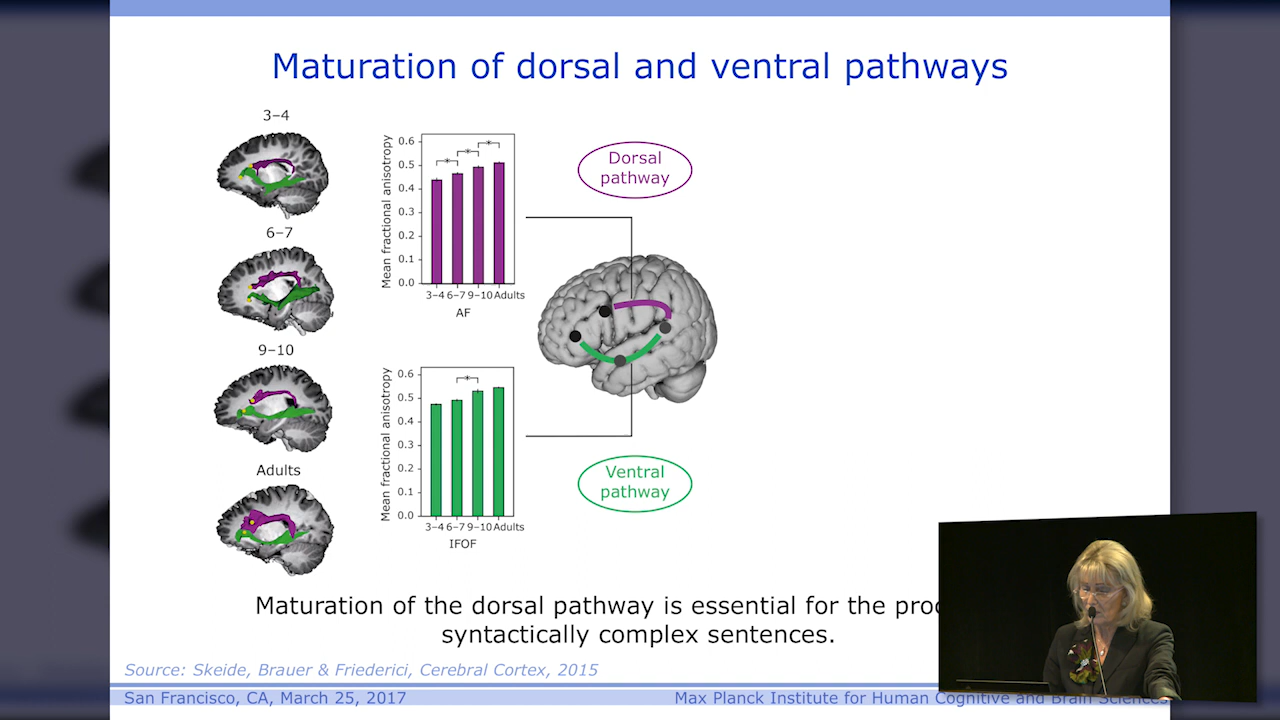 Maturation of dorsal and ventral pathways
3–4
6–7
9–10
Adults
Mean fractional anisotropy
0.6
0.5
0.4
0.3
0.2
0.1
0.0
* * *
3–4 6–7 9–10 Adults
AF
Dorsal
pathway
Mean fractional anisotropy
0.6
0.5
0.4
0.3
0.2
0.1
0.0
*
3–4 6–7 9–10 Adults
IFOF
Ventral
pathway
Maturation of the dorsal pathway is essential for the
syntactically complex sentences.
Source: Skeide, Brauer & Friederici, Cerebral Cortex, 2015
San Francisco, CA, March 25, 2017
Max Planck Institute for Human Cognitive and Brain Sciences